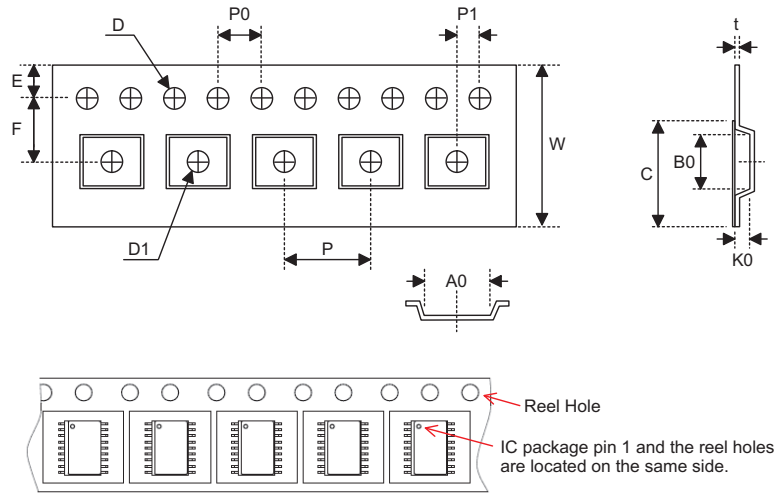 D
P0
P1
t
E
F
W
C
B0
D1
P
K0
A0
Reel Hole
IC package pin 1 and the reel holes
are located on the same side.